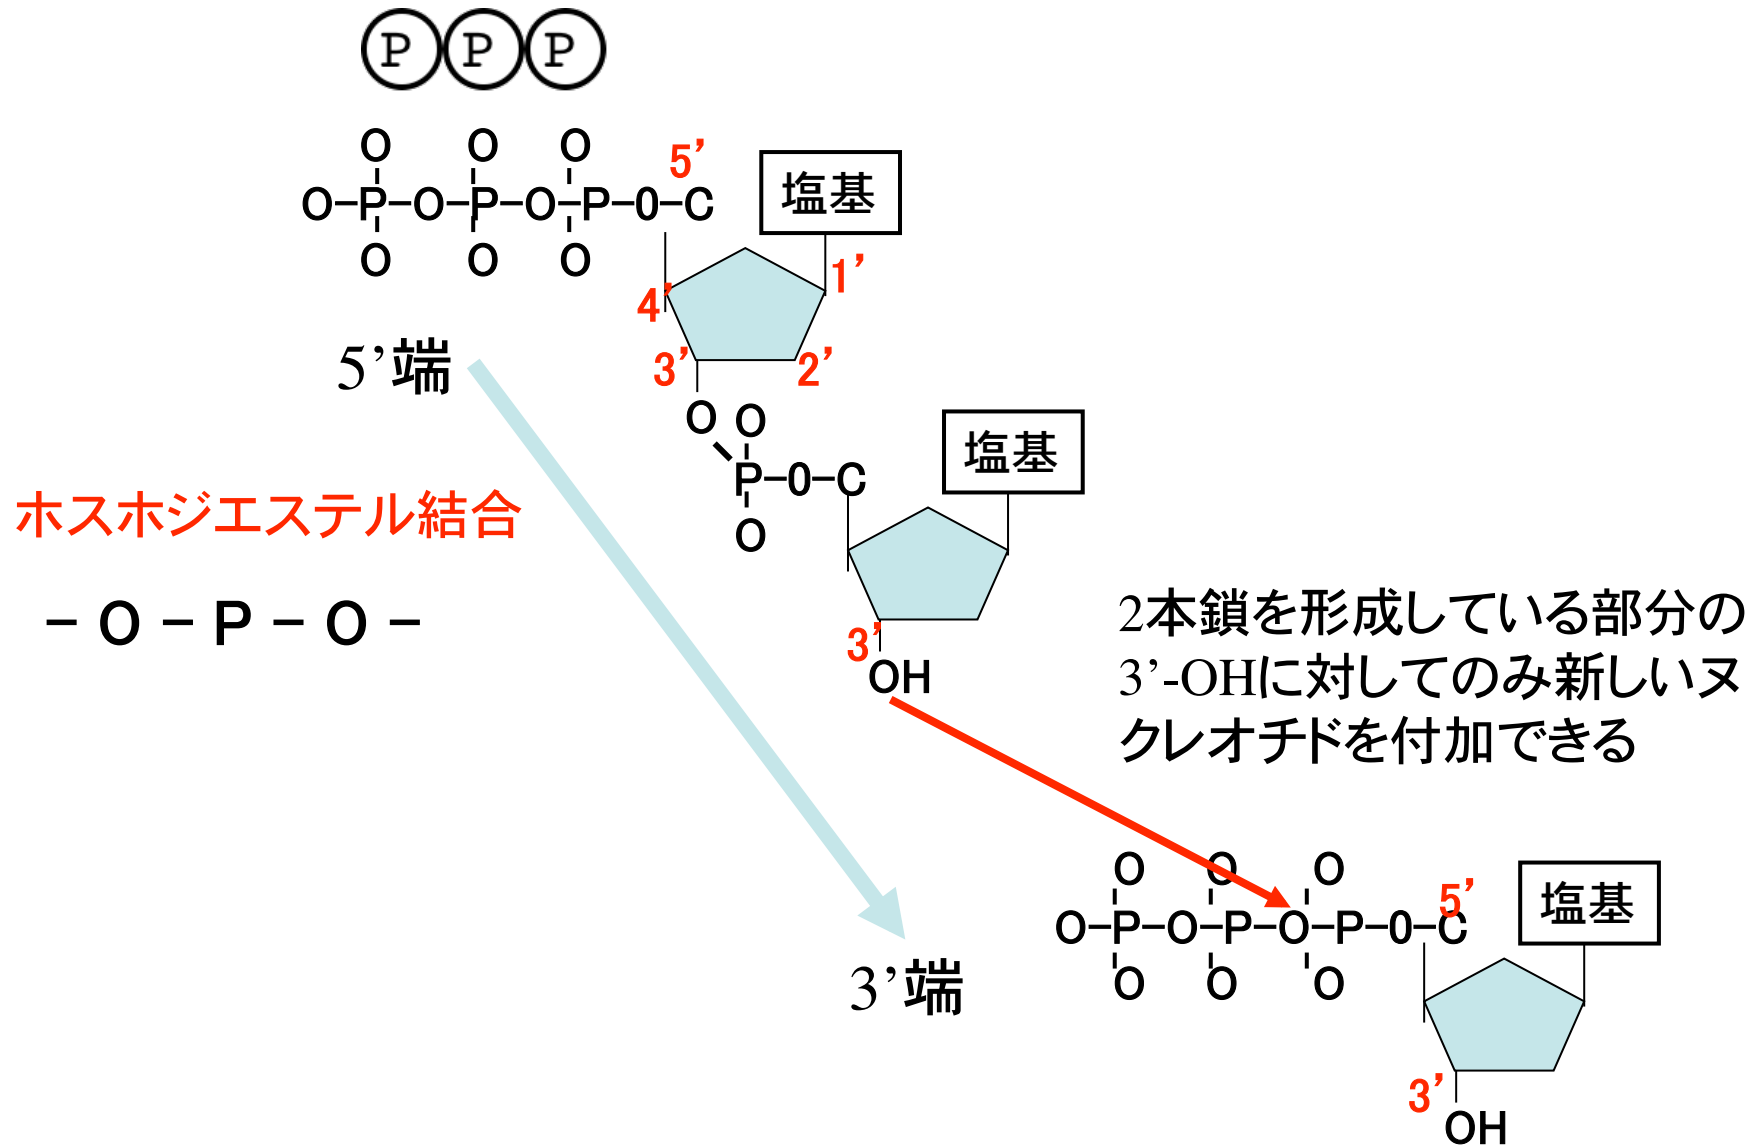 P P P
O O O
5’
O-P-O-P-O-P-O-C
塩基
O O O
1’
4’
5’端
3’ 2’
O O
塩基
P-O-C
ホスホジエステル結合
O
－O－P－O－
2本鎖を形成している部分の
3’
3’-OHに対してのみ新しいヌ
OH
クレオチドを付加できる
O O O
5’
塩基
O-P-O-P-O-P-O-C
3’端
O O O
3’
OH